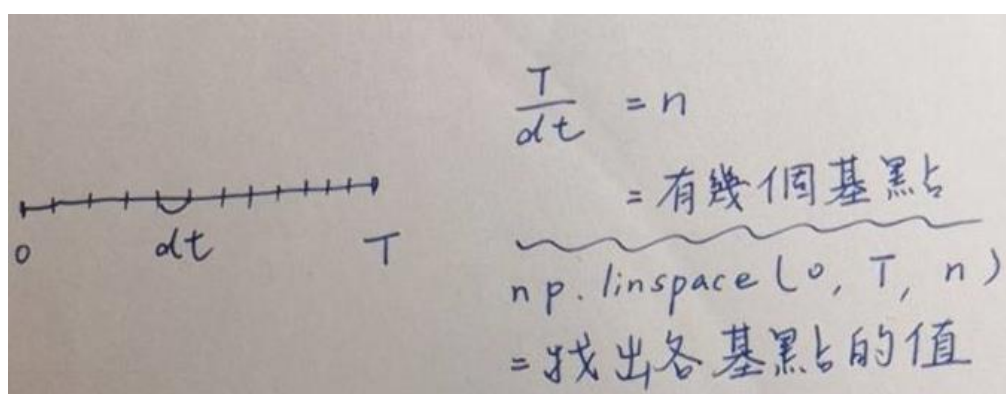 0 dt T
T/dt = n
= 有幾個基點
np.linspace(0, T, n)
= 找出各基點的值